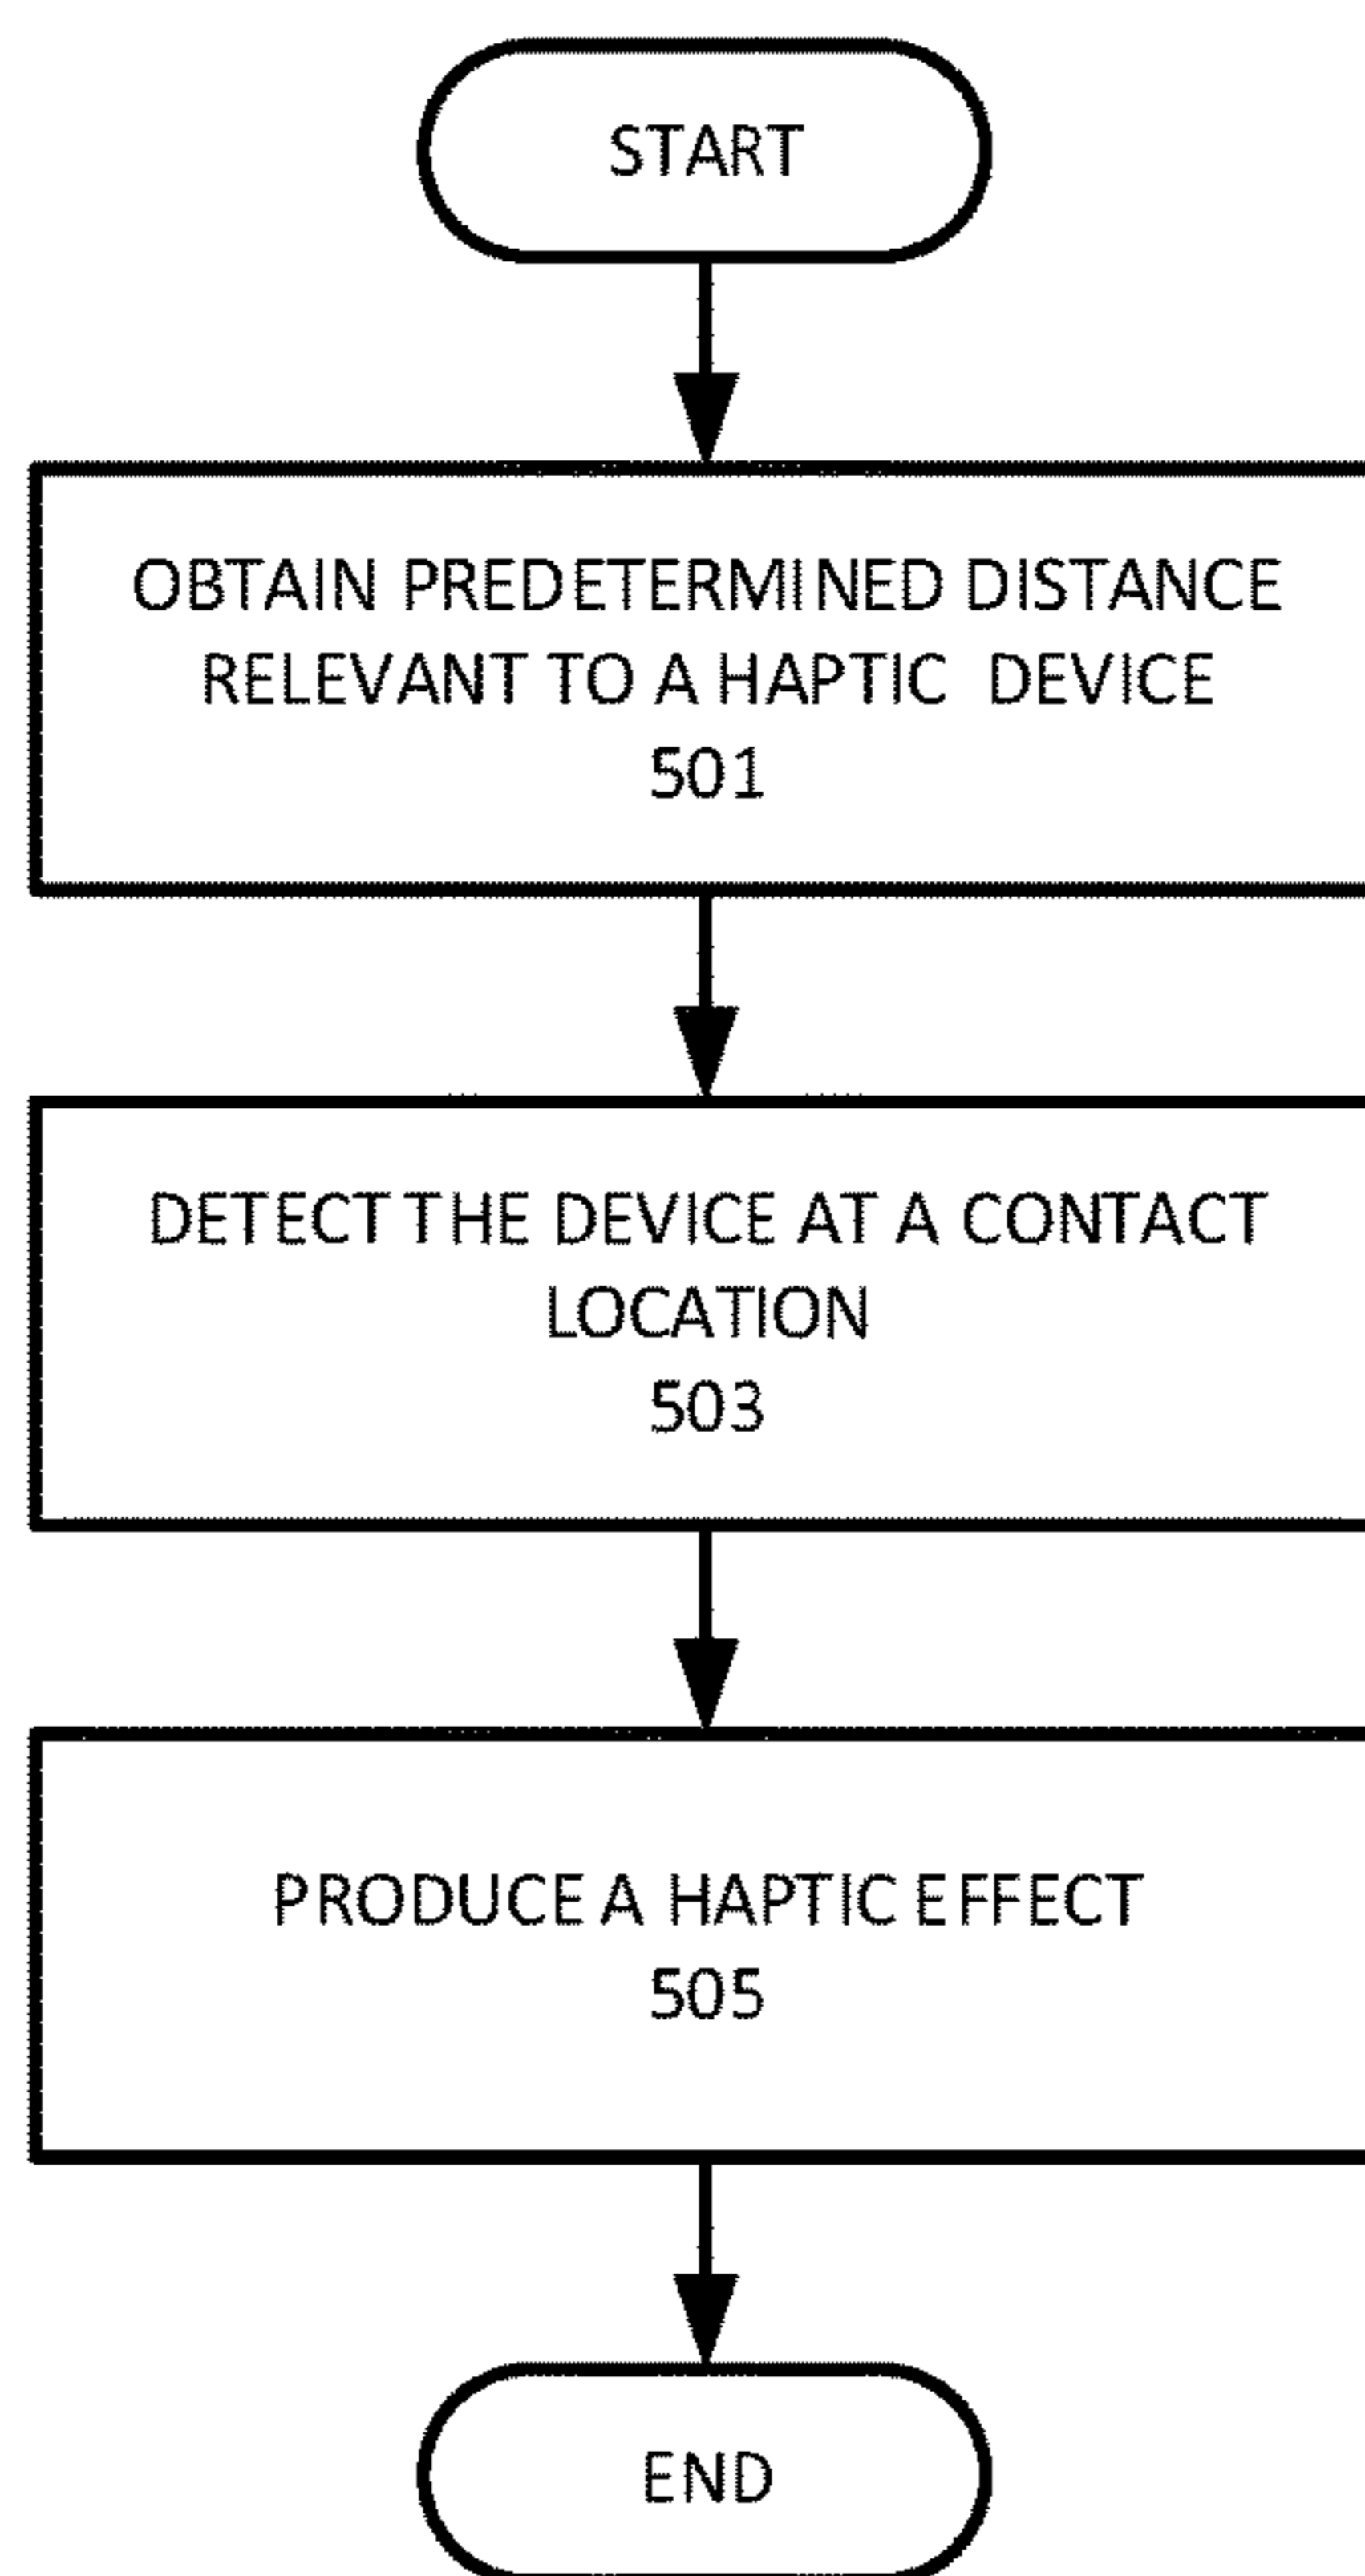 START
OBTAIN PREDETERMINED DISTANCE
RELEVANT TO A HAPTIC DEVICE
501
DETECT THE DEVICE AT A CONTACT
LOCATION
503
PRODUCE A HAPTIC EFFECT
505
END